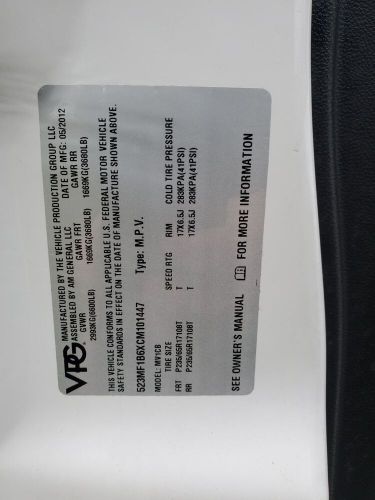 VPG
MANUFACTURED BY THE VEHICLE PRODUCTION GROUP LLC
ASSEMBLED BY AM GENERAL LLC DATE OF MFG: 05/2012
GVWR GAWR FRT GAWR RR
2993KG(6600LB) 1669KG(3680LB) 1669KG(3680LB)
THIS VEHICLE CONFORMS TO ALL APPLICABLE U.S. FEDERAL MOTOR VEHICLE
SAFETY STANDARDS IN EFFECT ON THE DATE OF MANUFACTURE SHOWN ABOVE.
523MF1B6XCM101447 Type: M.P.V.
MODEL: MV1CB
TIRE SIZE SPEED RTG RIM COLD TIRE PRESSURE
FRT P235/65R17108T T 17X6.5J 283KPA(41PSI)
RR P235/65R17108T T 17X6.5J 283KPA(41PSI)
SEE OWNER'S MANUAL FOR MORE INFORMATION